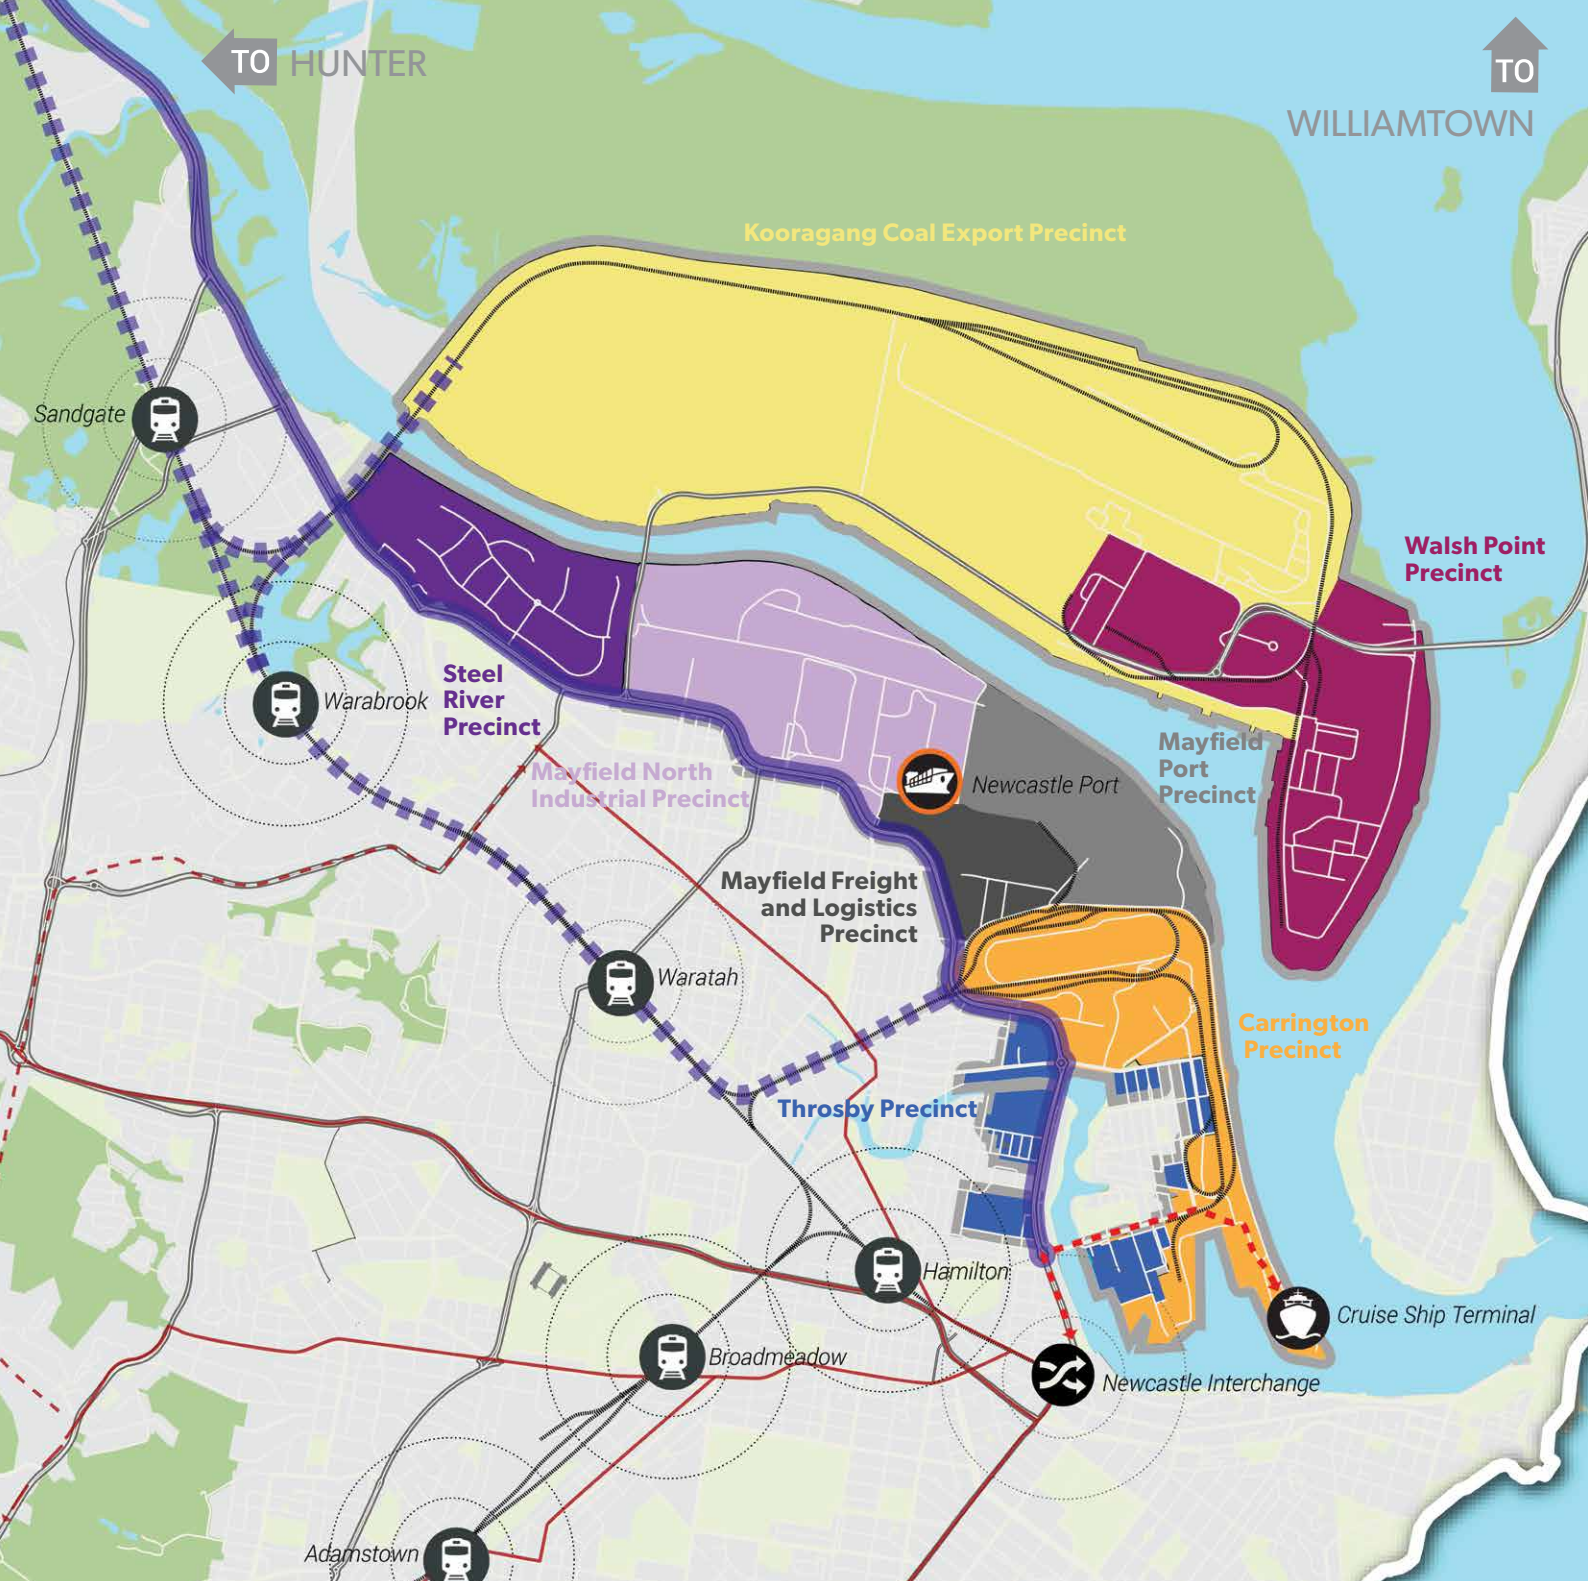 TO HUNTER
TO
WILLIAMTOWN
Kooragang Coal Export Precinct
Sandgate
Walsh Point
Precinct
Warabrook
Steel
River
Precinct
Mayfield North
Industrial Precinct
Mayfield
Port
Precinct
Newcastle Port
Mayfield Freight
and Logistics
Precinct
Waratah
Carrington
Precinct
Throsby Precinct
Hamilton
Cruise Ship Terminal
Broadmeadow
Newcastle Interchange
Adamstown